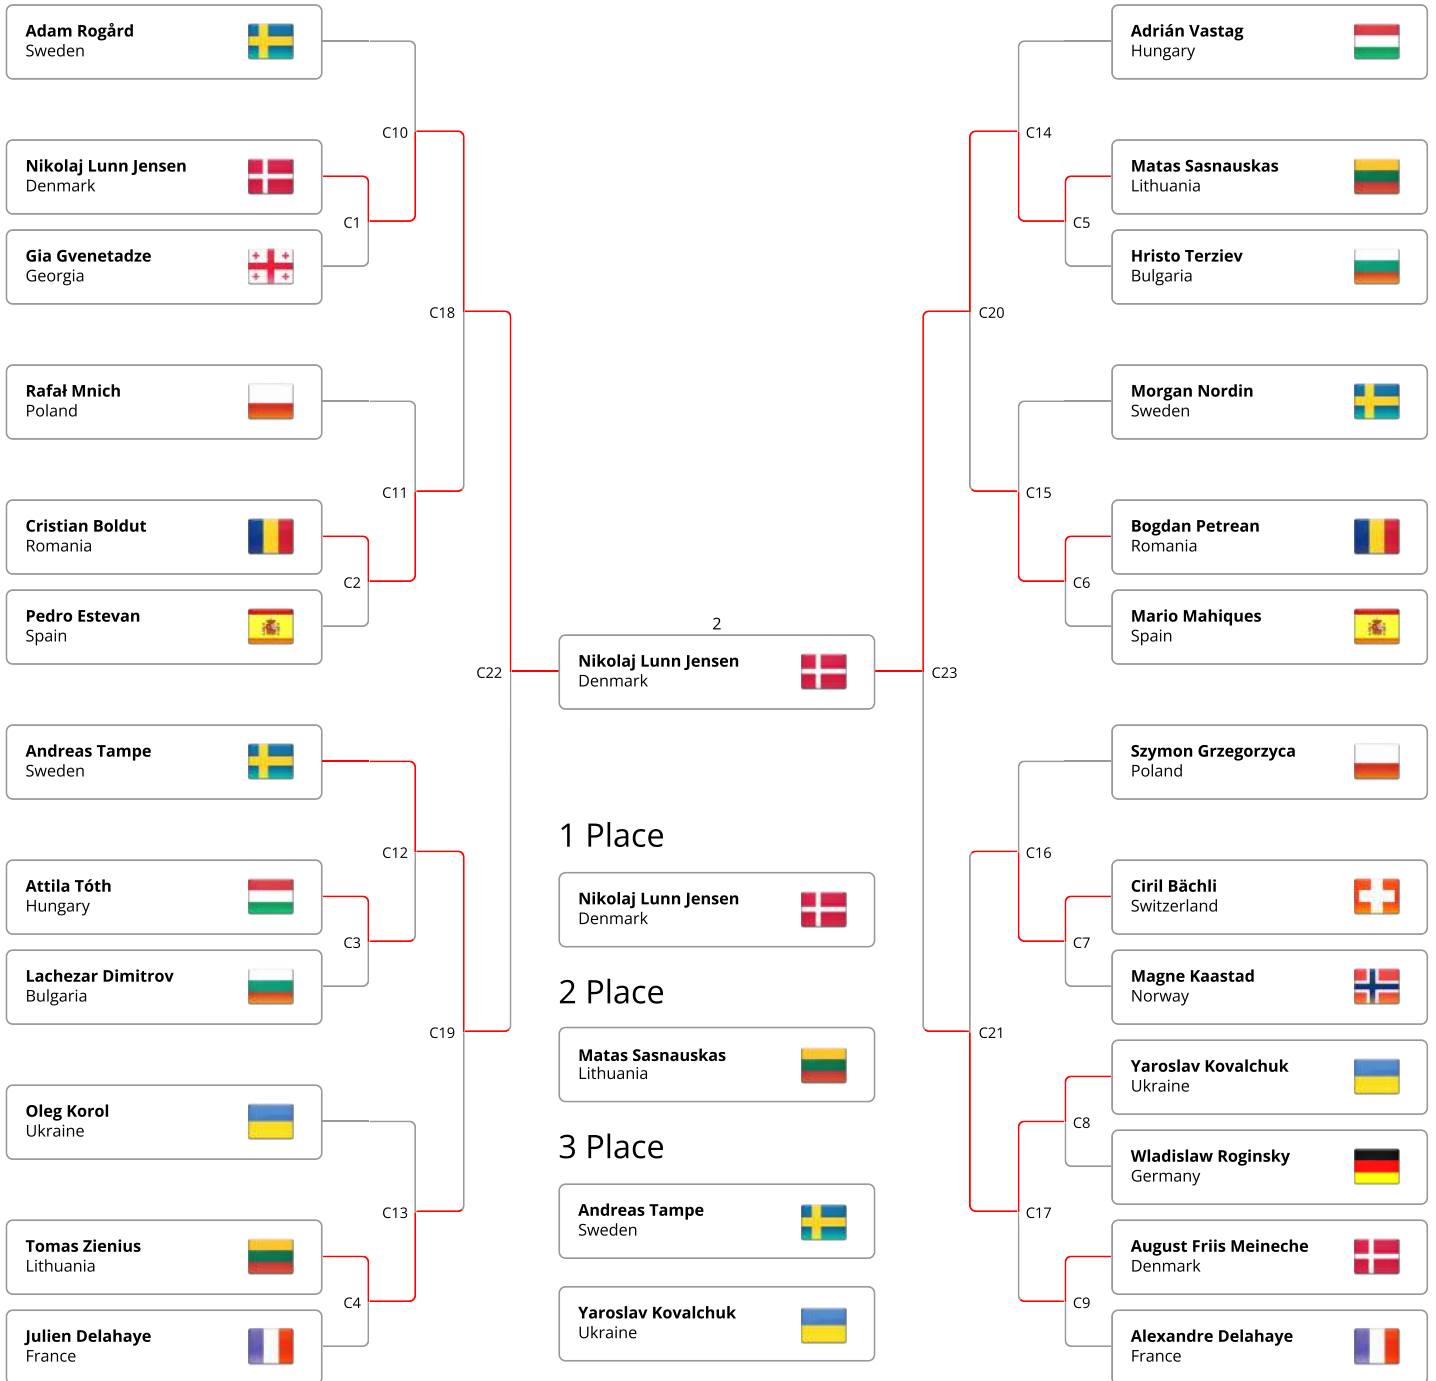 Adam Rogård
Sweden
C10
Nikolaj Lunn Jensen
Denmark
C1
Gia Gvenetadze
Georgia
C18
Rafał Mnich
Poland
C11
Cristian Boldut
Romania
C2
Pedro Estevan
Spain
C22
Andreas Tampe
Sweden
C12
Attila Tóth
Hungary
C3
Lachezar Dimitrov
Bulgaria
C19
Oleg Korol
Ukraine
C13
Tomas Zienius
Lithuania
C4
Julien Delahaye
France
2
Nikolaj Lunn Jensen
Denmark
1 Place
Nikolaj Lunn Jensen
Denmark
2 Place
Matas Sasnauskas
Lithuania
3 Place
Andreas Tampe
Sweden
Yaroslav Kovalchuk
Ukraine
Adrián Vastag
Hungary
C14
Matas Sasnauskas
Lithuania
C5
Hristo Terziev
Bulgaria
C20
Morgan Nordin
Sweden
C15
Bogdan Petrean
Romania
C6
Mario Mahiques
Spain
C23
Szymon Grzegorzyca
Poland
C16
Ciril Bächli
Switzerland
C7
Magne Kaastad
Norway
C21
Yaroslav Kovalchuk
Ukraine
C8
Wladislaw Roginsky
Germany
C17
August Friis Meineche
Denmark
C9
Alexandre Delahaye
France